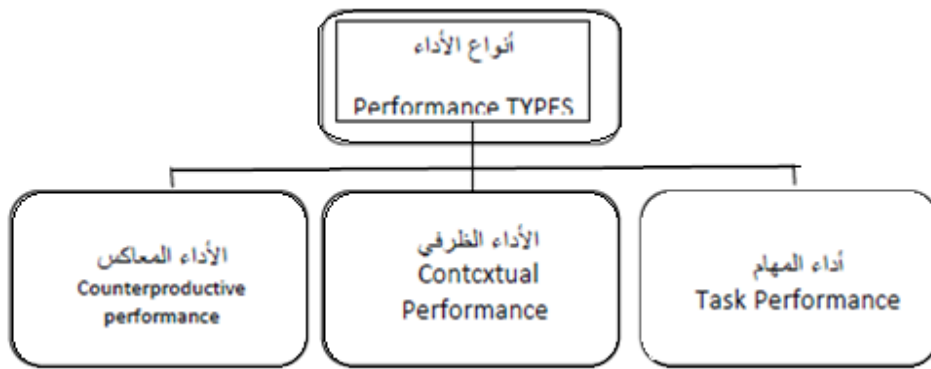 أنواع الأداء
Performance TYPES
أداء المهام
Task Performance
الأداء الظرفي
Contextual
Performance
الأداء المعاكس
Counterproductive
performance